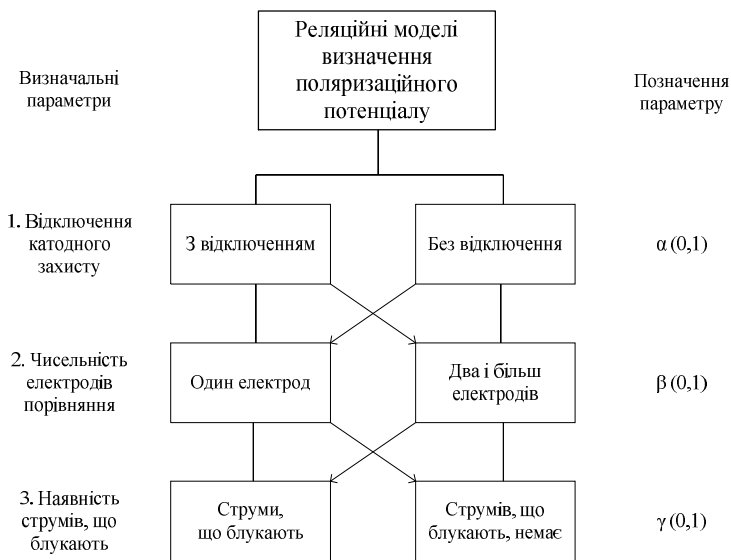 Реляційні моделі
визначення
поляризаційного
потенціалу
Визначальні
параметри
Позначення
параметру
1. Відключення
катодного
захисту
З відключенням
Без відключення
α (0,1)
2. Чисельність
електродів
порівняння
Один електрод
Два і більш
електродів
β (0,1)
3. Наявність
струмів, що
блукають
Струми,
що блукають
Струмів, що
блукають, немає
γ (0,1)